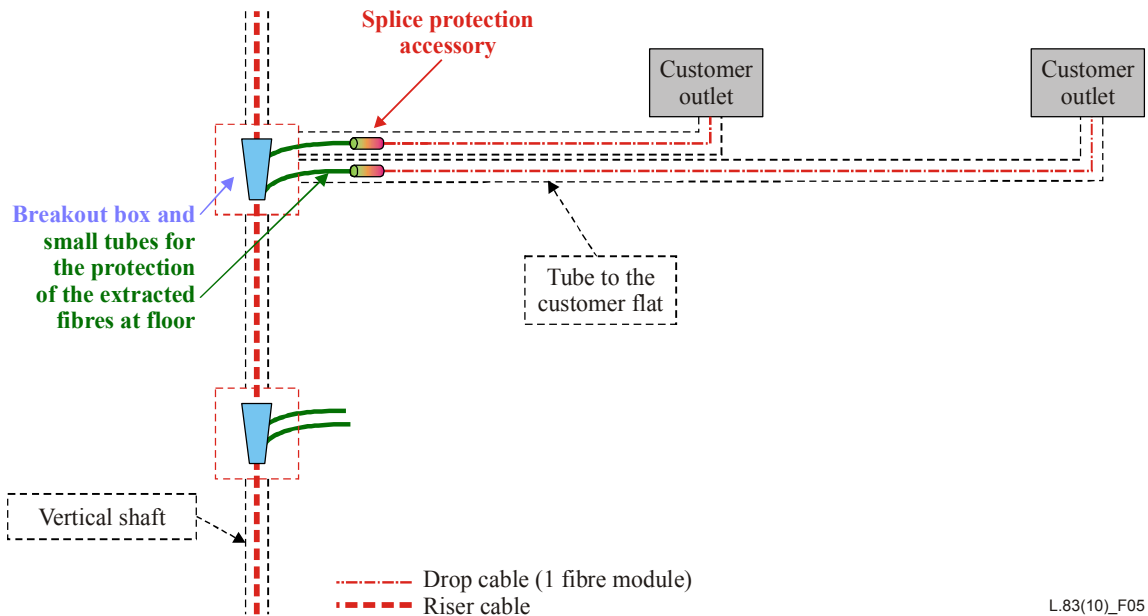 Splice protection
accessory
Customer
outlet
Customer
outlet
Breakout box and
small tubes for
the protection
of the extracted
fibres at floor
Tube to the
customer flat
Vertical shaft
Drop cable (1 fibre module)
Riser cable
L.83(10)_F05